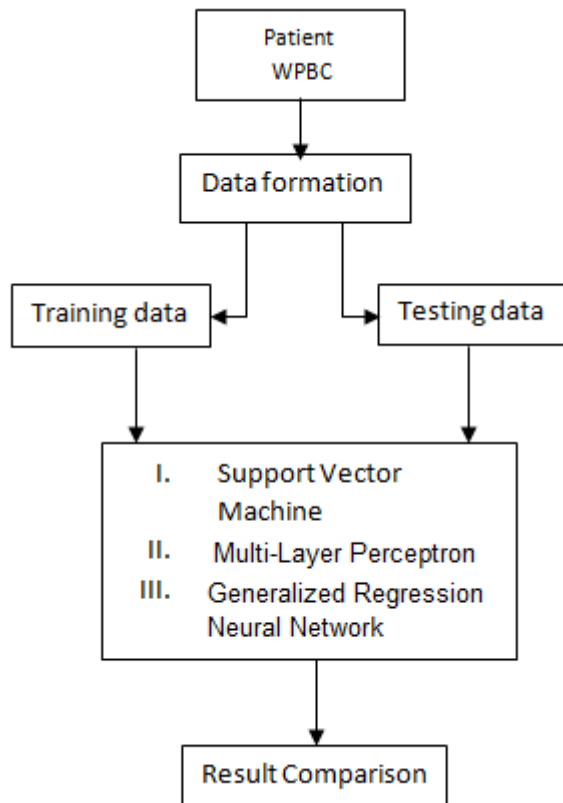 Patient
WPBC
Data formation
Training data
Testing data
I. Support Vector
Machine
II. Multi-Layer Perceptron
III. Generalized Regression
Neural Network
Result Comparison